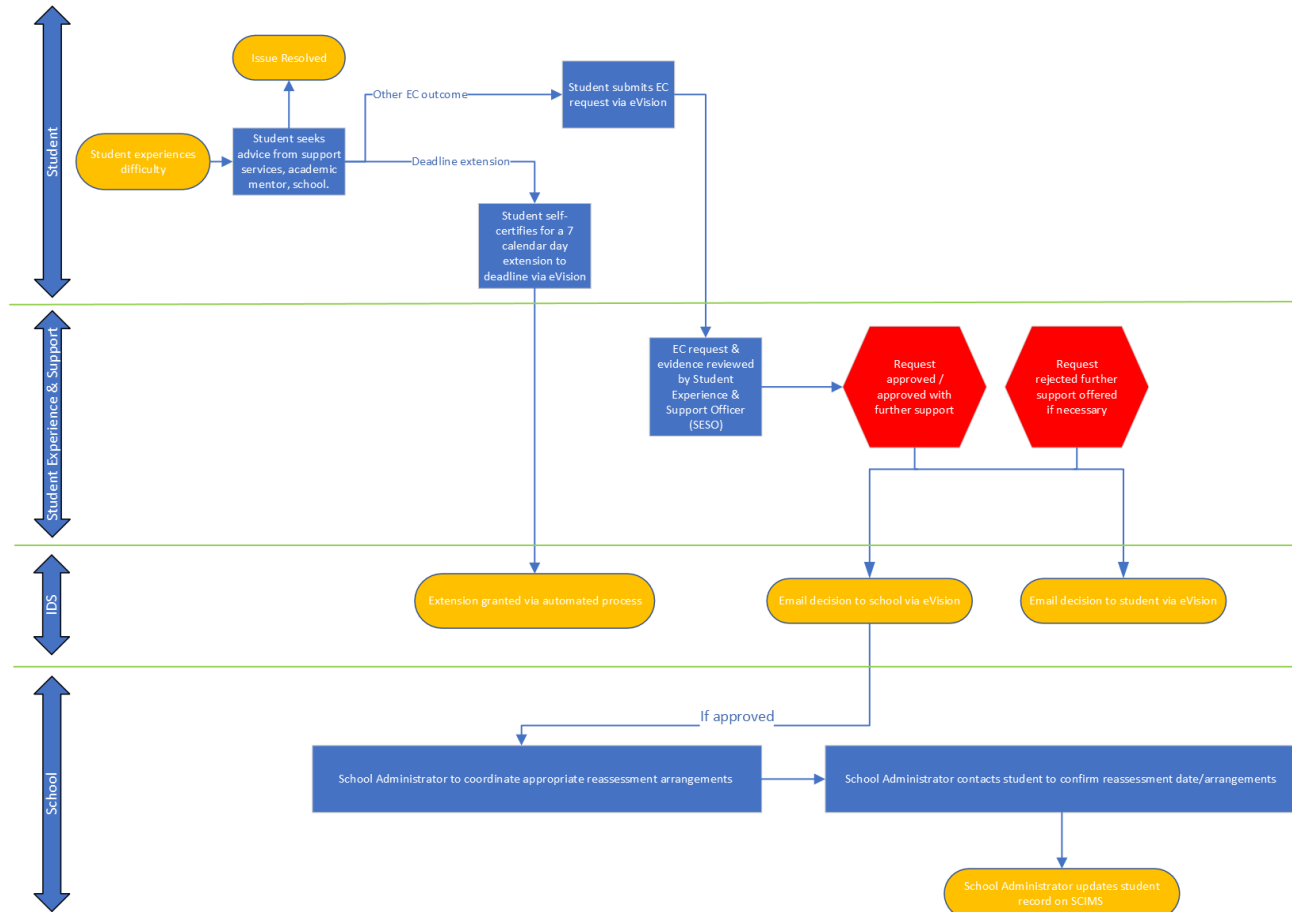 Student
Issue Resolved
Student experiences
difficulty
Student seeks
advice from support
services, academic
mentor, school.
Other EC outcome
Deadline extension
Student submits EC
request via eVision
Student self-
certifies for a 7
calendar day
extension to
deadline via eVision
Student Experience & Support
EC request &
evidence reviewed
by Student
Experience &
Support Officer
(SESO)
Request
approved /
approved with
further support
Request
rejected further
support offered
if necessary
IDS
Extension granted via automated process
Email decision to school via eVision
Email decision to student via eVision
School
If approved
School Administrator to coordinate appropriate reassessment arrangements
School Administrator contacts student to confirm reassessment date/arrangements
School Administrator updates student
record on SCIMS